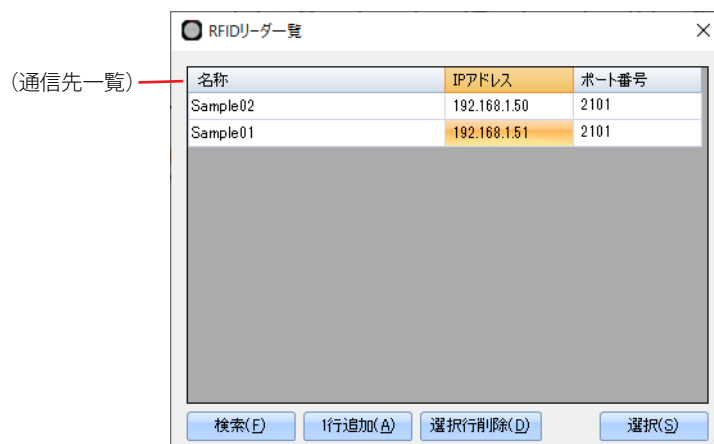 RFIDリーダ一覧
（通信先一覧）
名称 IPアドレス ポート番号
Sample02 192.168.1.50 2101
Sample01 192.168.1.51 2101
検索(F) 1行追加(A) 選択行削除(D) 選択(S)